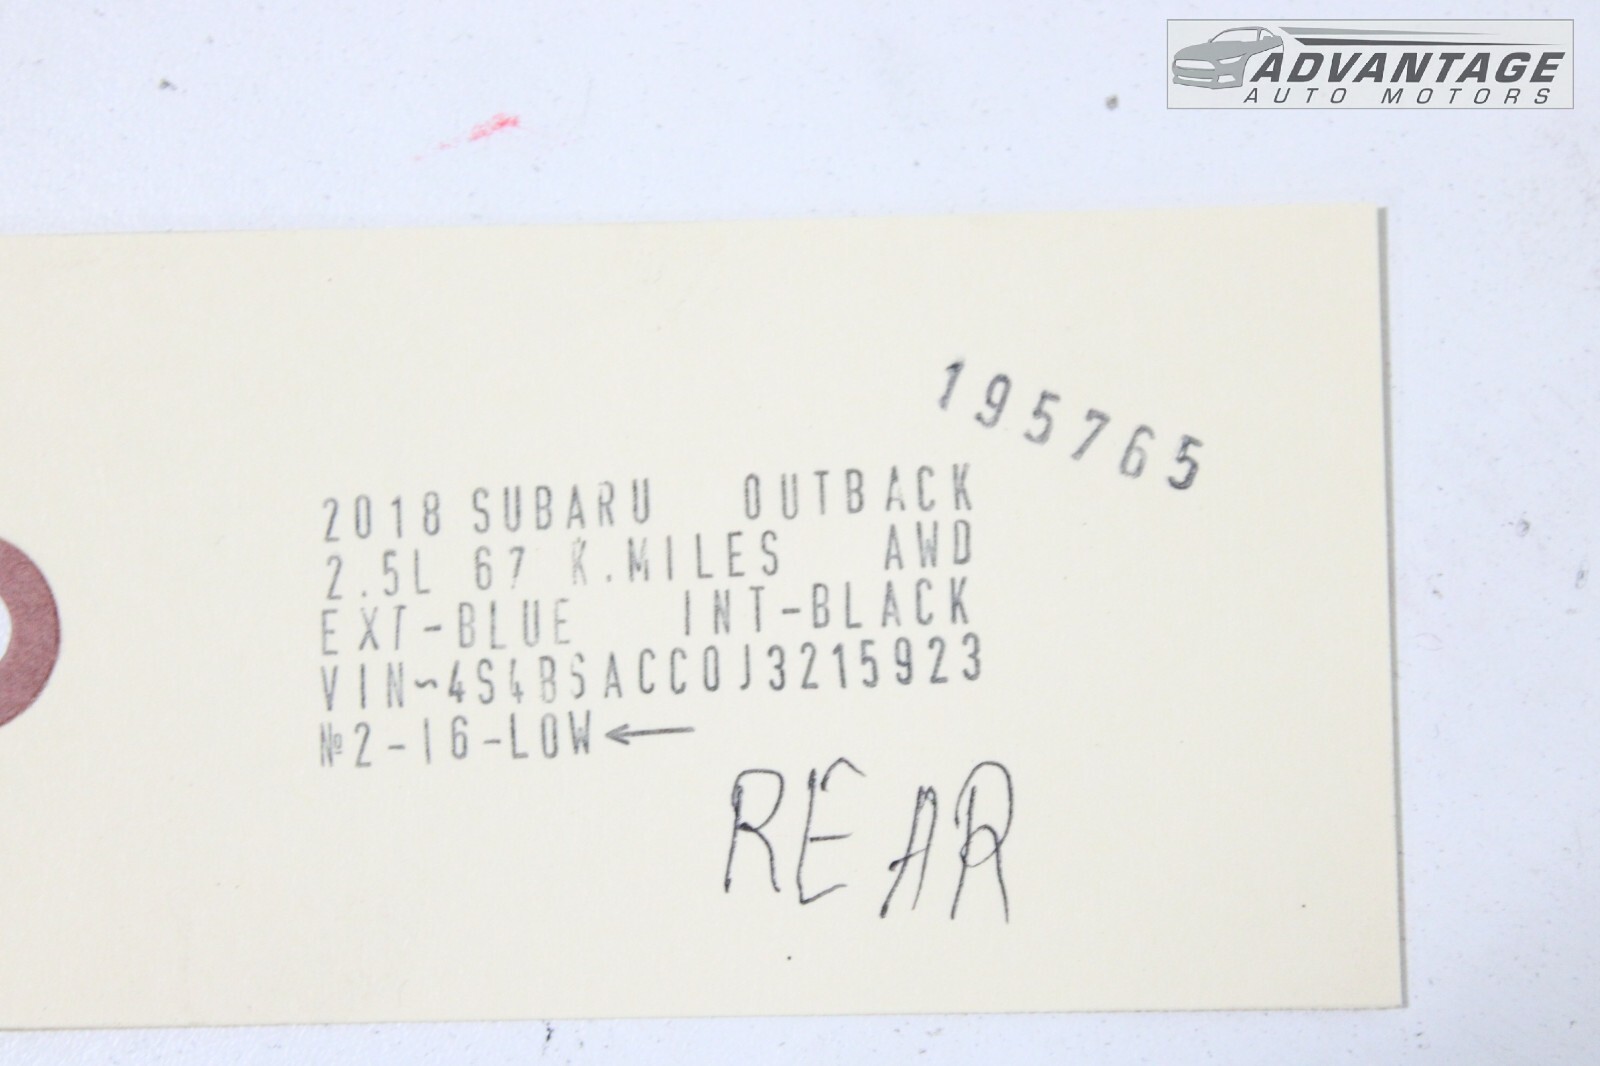 ADVANTAGE
AUTO MOTORS
195765
2018 SUBARU OUTBACK
2.5L 67 K.MILES AWD
EXT-BLUE INT-BLACK
VIN~4S4BSACC0J3215923
№2-16-LOW←
REAR